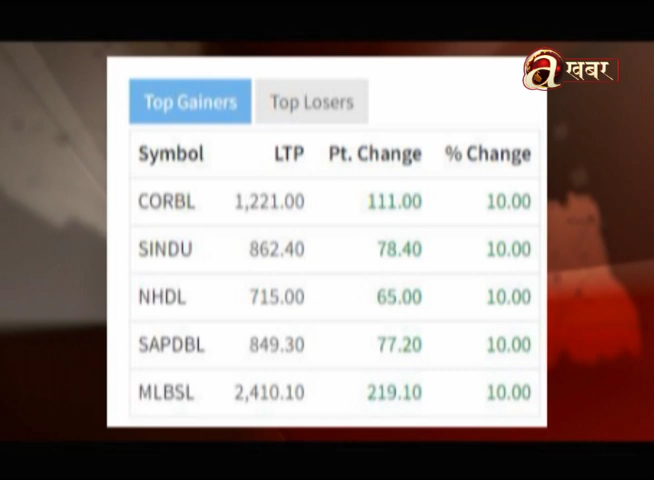 a खबर
Top Gainers Top Losers
Symbol LTP Pt. Change % Change
CORBL 1,221.00 111.00 10.00
SINDU 862.40 78.40 10.00
NHDL 715.00 65.00 10.00
SAPDBL 849.30 77.20 10.00
MLBSL 2,410.10 219.10 10.00